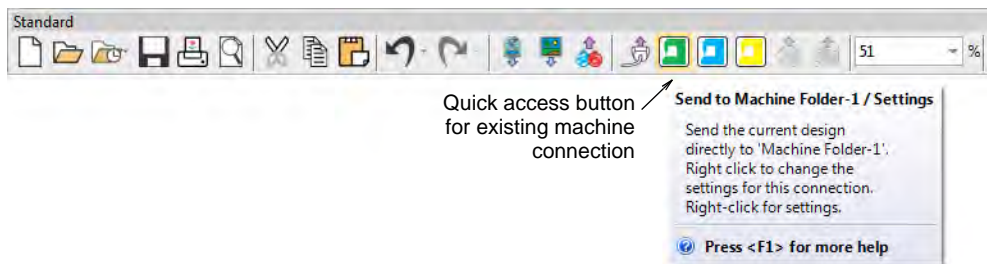 Standard
51 %
Quick access button
for existing machine
connection
Send to Machine Folder-1 / Settings
Send the current design
directly to 'Machine Folder-1'.
Right click to change the
settings for this connection.
Right-click for settings.
Press <F1> for more help